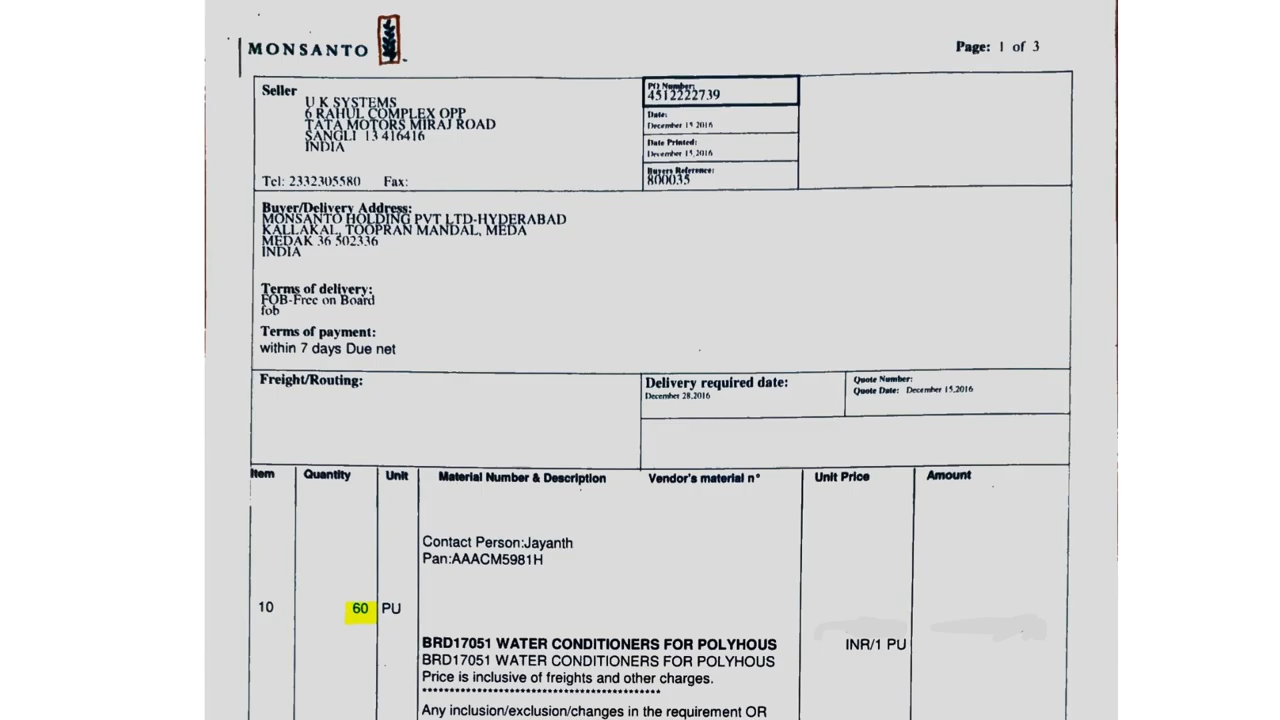 MONSANTO
Page: 1 of 3
Seller
U K SYSTEMS
6 RAHUL COMPLEX OPP
TATA MOTORS MIRAJ ROAD
SANGLI 13 416416
INDIA
Tel: 2332305580 Fax:
PO Number:
4512222739
Date:
December 15,2016
Date Printed:
December 15,2016
Buyers Reference:
800035
Buyer/Delivery Address:
MONSANTO HOLDING PVT LTD-HYDERABAD
KALLAKAL, TOOPRAN MANDAL, MEDA
MEDAK 36 502336
INDIA
Terms of delivery:
FOB-Free on Board
fob
Terms of payment:
within 7 days Due net
Freight/Routing:
Delivery required date:
December 28,2016
Quote Number:
Quote Date: December 15,2016
Item Quantity Unit Material Number & Description Vendor's material n° Unit Price Amount
Contact Person:Jayanth
Pan:AAACM5981H
10 60 PU
BRD17051 WATER CONDITIONERS FOR POLYHOUS
INR/1 PU
BRD17051 WATER CONDITIONERS FOR POLYHOUS
Price is inclusive of freights and other charges.
******************************************************
Any inclusion/exclusion/changes in the requirement OR